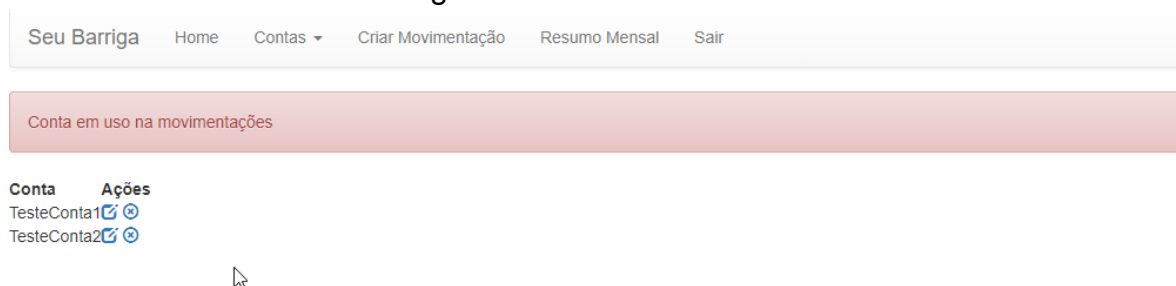 Seu Barriga Home Contas Criar Movimentação Resumo Mensal Sair
Conta em uso na movimentações
Conta Ações
TesteConta1
TesteConta2